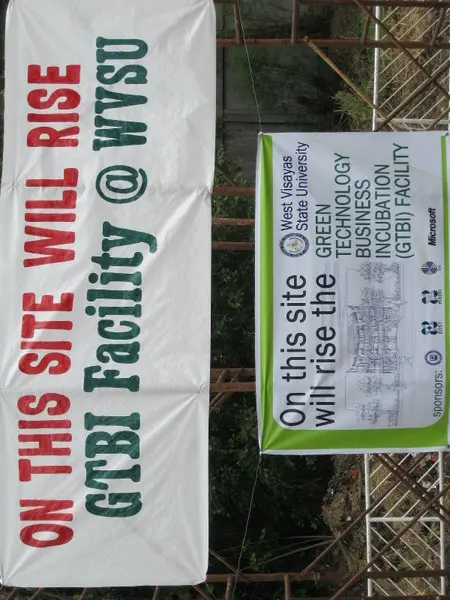 ON THIS SITE WILL RISE
GTBI Facility @ WVSU
On this site
will rise the
West Visayas
State University
GREEN
TECHNOLOGY
BUSINESS
INCUBATION
(GTBI) FACILITY
sponsors:
Microsoft